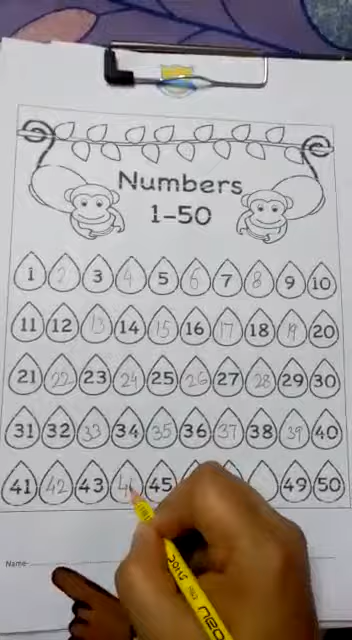 Numbers
1-50
1 2 3 4 5 6 7 8 9 10
11 12 13 14 15 16 17 18 19 20
21 22 23 24 25 26 27 28 29 30
31 32 33 34 35 36 37 38 39 40
41 42 43 44 45 49 50
Name